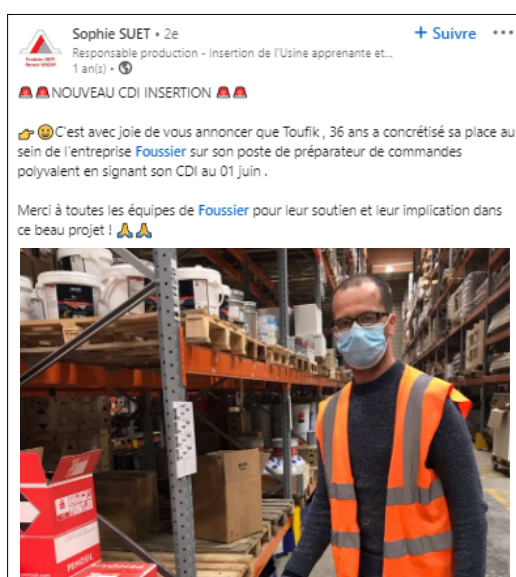 Sophie SUET • 2e
+ Suivre •••
Responsable production - Insertion de l'Usine apprenante et...
1 an(s) •
🚨 🚨 NOUVEAU CDI INSERTION 🚨 🚨
👉 😀 C'est avec joie de vous annoncer que Toufik , 36 ans a concrétisé sa place au
sein de l'entreprise Foussier sur son poste de préparateur de commandes
polyvalent en signant son CDI au 01 juin .
Merci à toutes les équipes de Foussier pour leur soutien et leur implication dans
ce beau projet ! 🙏 🙏
PENOSIL